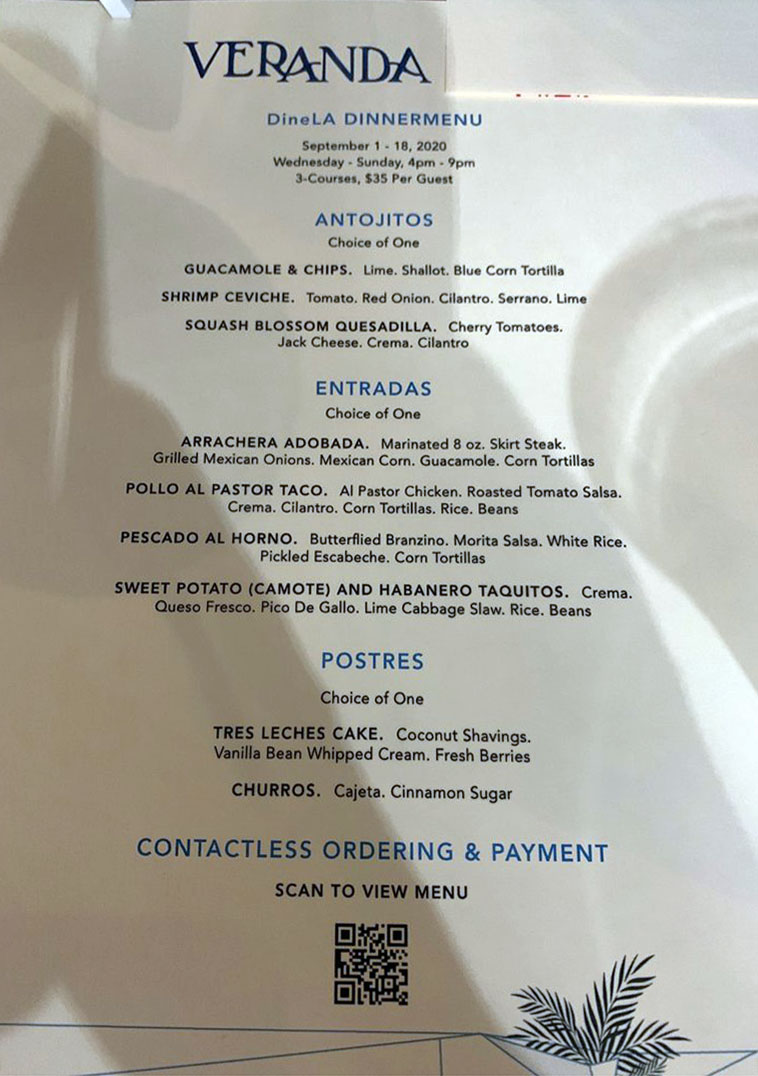 VERANDA
DineLA DINNERMENU
September 1 - 18, 2020
Wednesday - Sunday, 4pm - 9pm
3-Courses, $35 Per Guest
ANTOJITOS
Choice of One
GUACAMOLE & CHIPS. Lime. Shallot. Blue Corn Tortilla
SHRIMP CEVICHE. Tomato. Red Onion. Cilantro. Serrano. Lime
SQUASH BLOSSOM QUESADILLA. Cherry Tomatoes.
Jack Cheese. Crema. Cilantro
ENTRADAS
Choice of One
ARRACHERA ADOBADA. Marinated 8 oz. Skirt Steak.
Grilled Mexican Onions. Mexican Corn. Guacamole. Corn Tortillas
POLLO AL PASTOR TACO. Al Pastor Chicken. Roasted Tomato Salsa.
Crema. Cilantro. Corn Tortillas. Rice. Beans
PESCADO AL HORNO. Butterflied Branzino. Morita Salsa. White Rice.
Pickled Escabeche. Corn Tortillas
SWEET POTATO (CAMOTE) AND HABANERO TAQUITOS. Crema.
Queso Fresco. Pico De Gallo. Lime Cabbage Slaw. Rice. Beans
POSTRES
Choice of One
TRES LECHES CAKE. Coconut Shavings.
Vanilla Bean Whipped Cream. Fresh Berries
CHURROS. Cajeta. Cinnamon Sugar
CONTACTLESS ORDERING & PAYMENT
SCAN TO VIEW MENU